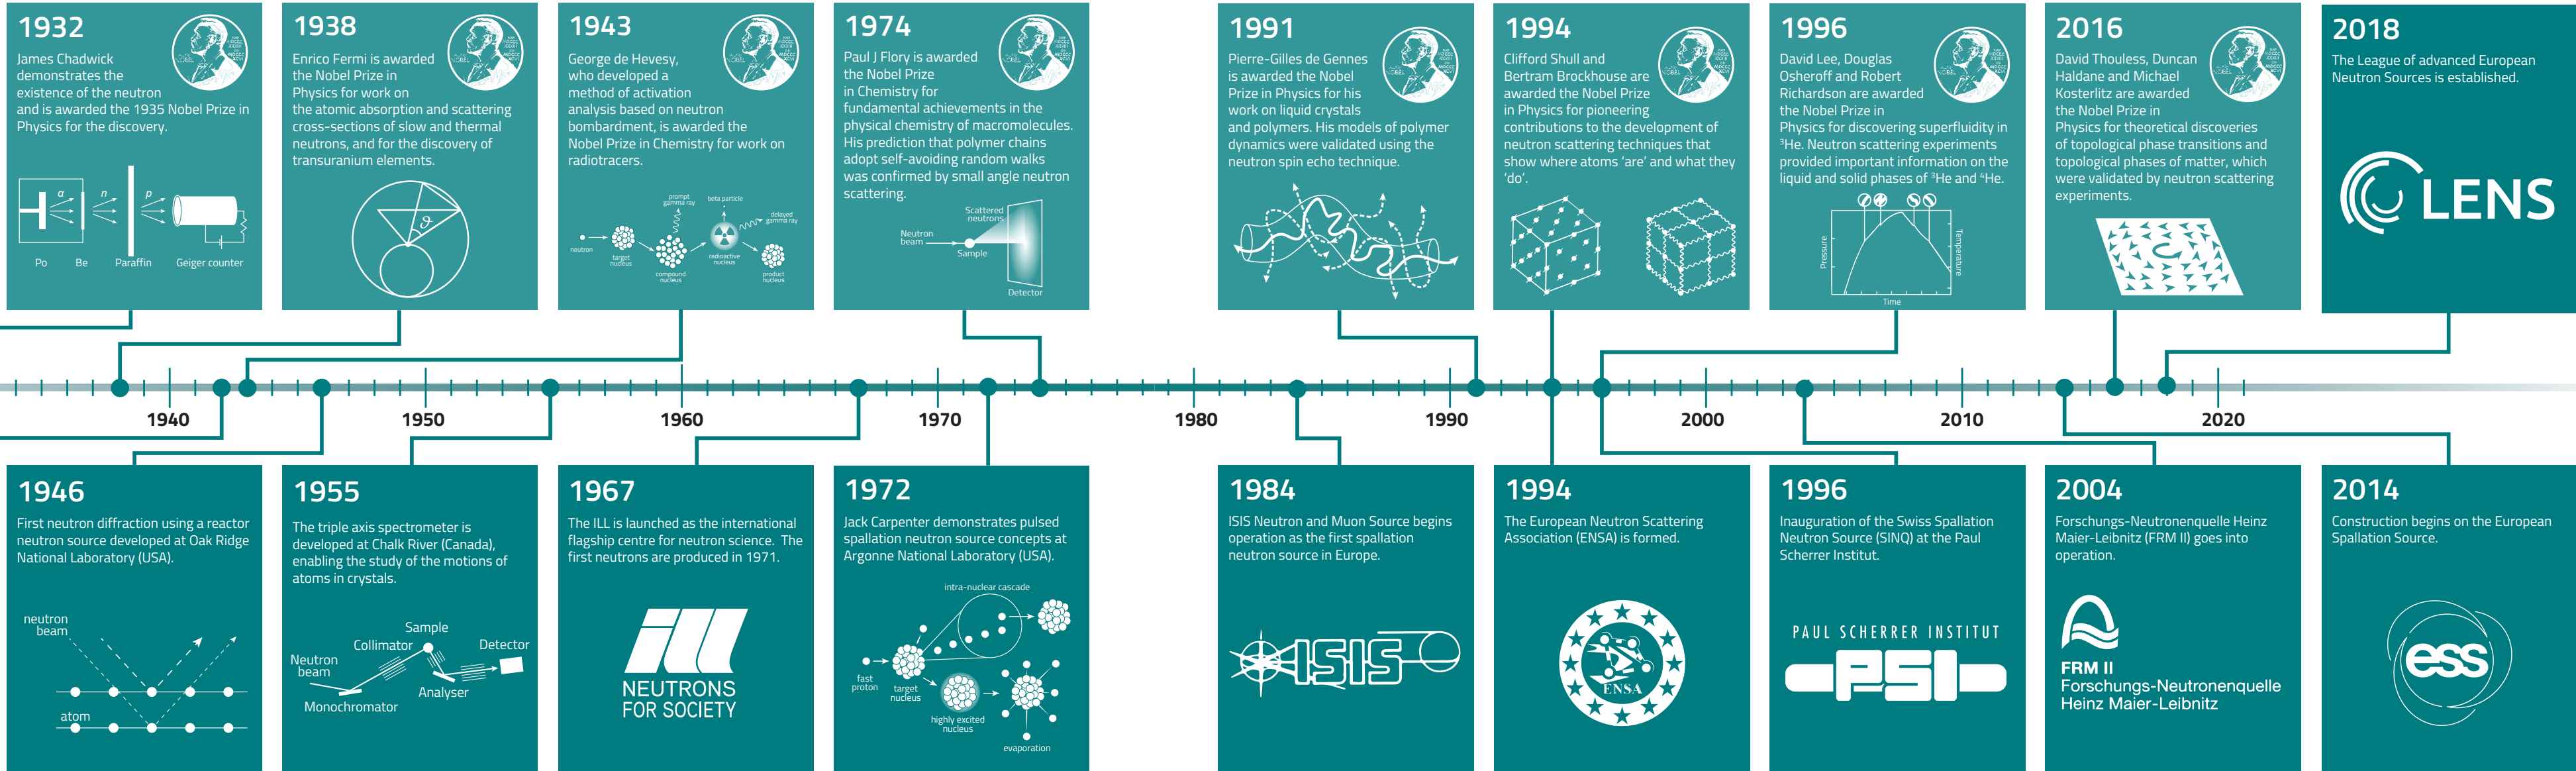 1932
James Chadwick
demonstrates the
existence of the neutron
and is awarded the 1935 Nobel Prize in
Physics for the discovery.
α
n
p
Po
Be
Paraffin
Geiger counter
1938
Enrico Fermi is awarded
the Nobel Prize in
Physics for work on
the atomic absorption and scattering
cross-sections of slow and thermal
neutrons, and for the discovery of
transuranium elements.
ϑ
1943
George de Hevesy,
who developed a
method of activation
analysis based on neutron
bombardment, is awarded the
Nobel Prize in Chemistry for work on
radiotracers.
prompt
gamma ray
beta particle
delayed
gamma ray
neutron
target
nucleus
compound
nucleus
radioactive
nucleus
product
nucleus
1974
Paul J Flory is awarded
the Nobel Prize
in Chemistry for
fundamental achievements in the
physical chemistry of macromolecules.
His prediction that polymer chains
adopt self-avoiding random walks
was confirmed by small angle neutron
scattering.
Scattered
neutrons
Neutron
beam
Sample
Detector
1991
Pierre-Gilles de Gennes
is awarded the Nobel
Prize in Physics for his
work on liquid crystals
and polymers. His models of polymer
dynamics were validated using the
neutron spin echo technique.
1994
Clifford Shull and
Bertram Brockhouse are
awarded the Nobel Prize
in Physics for pioneering
contributions to the development of
neutron scattering techniques that
show where atoms ‘are’ and what they
‘do’.
1996
David Lee, Douglas
Osheroff and Robert
Richardson are awarded
the Nobel Prize in
Physics for discovering superfluidity in
³He. Neutron scattering experiments
provided important information on the
liquid and solid phases of ³He and ⁴He.
Pressure
Temperature
Time
2016
David Thouless, Duncan
Haldane and Michael
Kosterlitz are awarded
the Nobel Prize in
Physics for theoretical discoveries
of topological phase transitions and
topological phases of matter, which
were validated by neutron scattering
experiments.
2018
The League of advanced European
Neutron Sources is established.
LENS
1940
1950
1960
1970
1980
1990
2000
2010
2020
1946
First neutron diffraction using a reactor
neutron source developed at Oak Ridge
National Laboratory (USA).
neutron
beam
atom
1955
The triple axis spectrometer is
developed at Chalk River (Canada),
enabling the study of the motions of
atoms in crystals.
Sample
Collimator
Detector
Neutron
beam
Analyser
Monochromator
1967
The ILL is launched as the international
flagship centre for neutron science. The
first neutrons are produced in 1971.
ill
NEUTRONS
FOR SOCIETY
1972
Jack Carpenter demonstrates pulsed
spallation neutron source concepts at
Argonne National Laboratory (USA).
intra-nuclear cascade
fast
proton
target
nucleus
highly excited
nucleus
evaporation
1984
ISIS Neutron and Muon Source begins
operation as the first spallation
neutron source in Europe.
ISIS
1994
The European Neutron Scattering
Association (ENSA) is formed.
ENSA
1996
Inauguration of the Swiss Spallation
Neutron Source (SINQ) at the Paul
Scherrer Institut.
PAUL SCHERRER INSTITUT
PSI
2004
Forschungs-Neutronenquelle Heinz
Maier-Leibnitz (FRM II) goes into
operation.
FRM II
Forschungs-Neutronenquelle
Heinz Maier-Leibnitz
2014
Construction begins on the European
Spallation Source.
ess